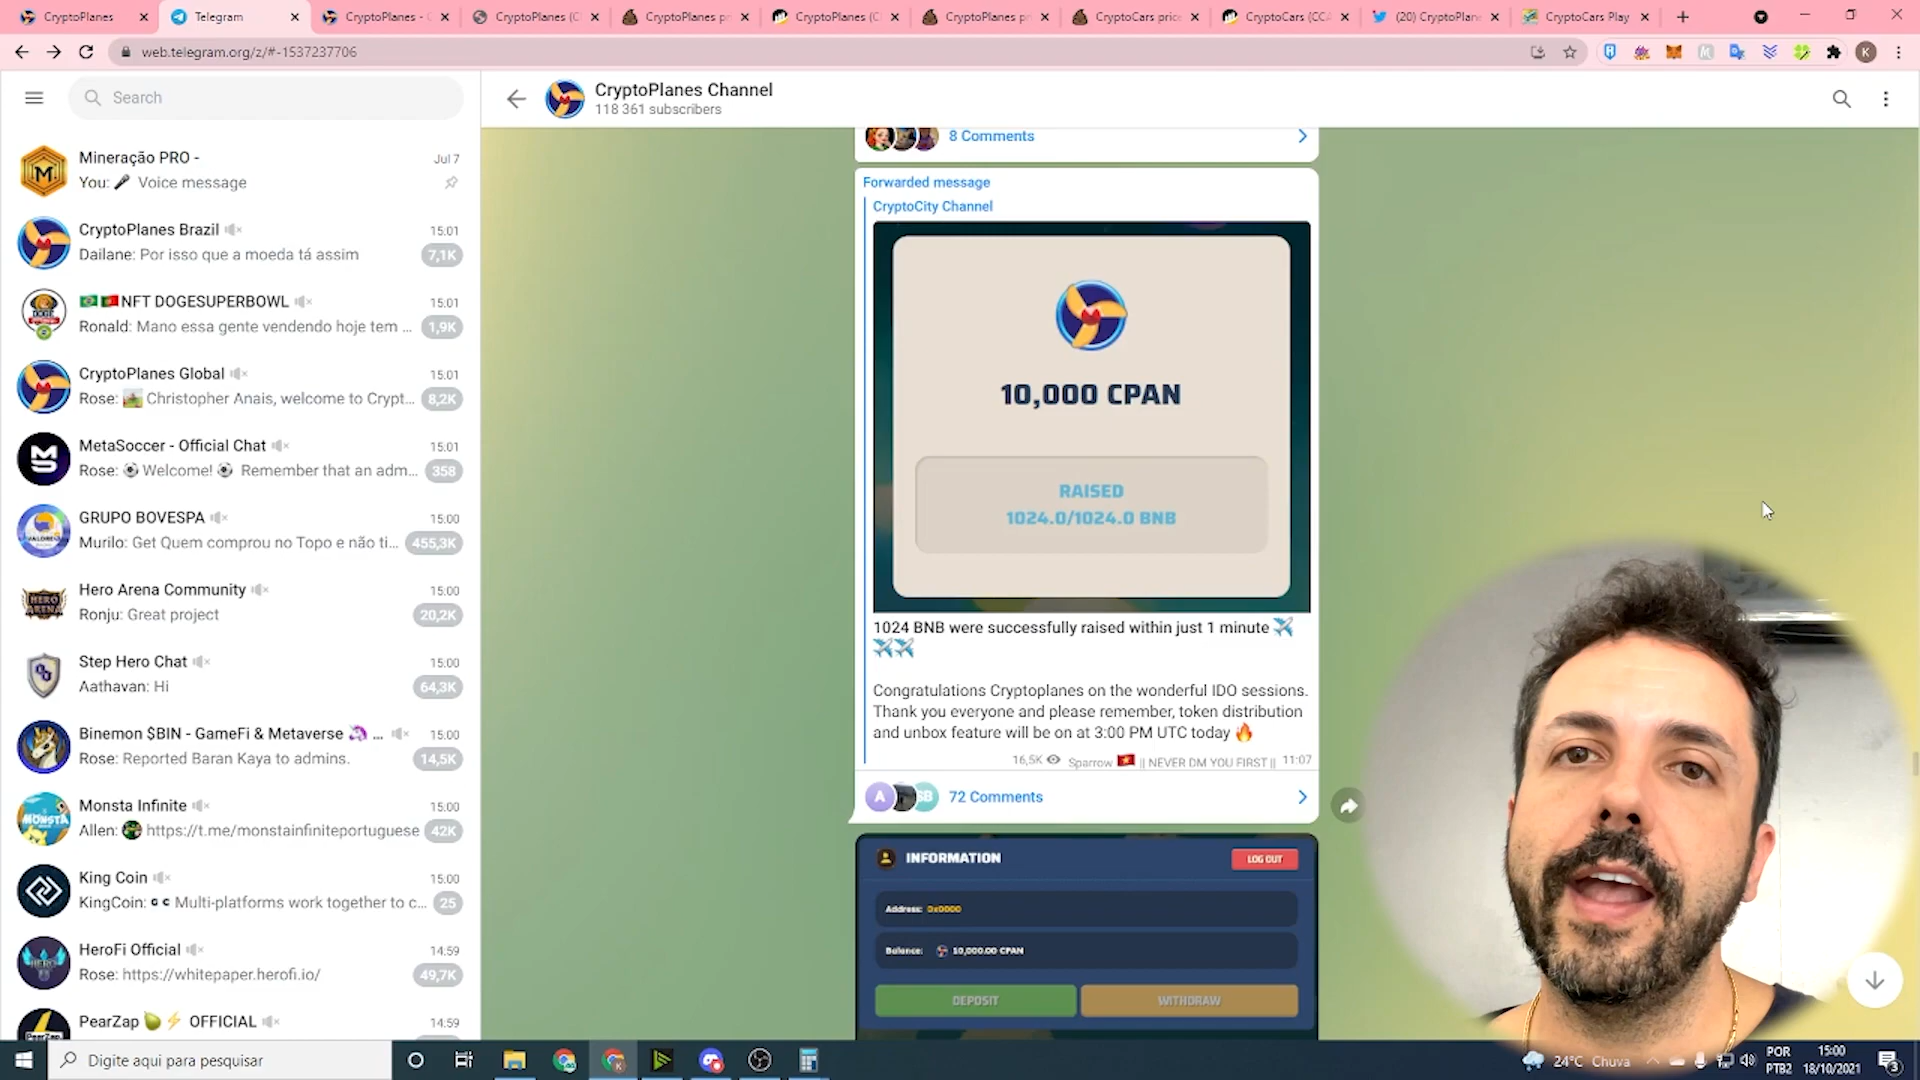 CryptoPlanes
Telegram
CryptoPlanes - C
CryptoPlanes (C
CryptoPlanes pr
CryptoPlanes (C
CryptoPlanes pr
CryptoCars price
CryptoCars (CCA
(20) CryptoPlane
CryptoCars Play
web.telegram.org/z/#-1537237706
K
Search
CryptoPlanes Channel
118 361 subscribers
Mineração PRO -
Jul 7
You: 🎤 Voice message
CryptoPlanes Brazil
15:01
Dailane: Por isso que a moeda tá assim
7,1K
🇧🇷🇵🇹NFT DOGESUPERBOWL
15:01
Ronald: Mano essa gente vendendo hoje tem ...
1,9K
CryptoPlanes Global
15:01
Rose: Christopher Anais, welcome to Crypt...
8,2K
MetaSoccer - Official Chat
15:01
Rose: ⚽ Welcome! ⚽ Remember that an adm...
358
GRUPO BOVESPA
15:00
Murilo: Get Quem comprou no Topo e não ti...
455,3K
Hero Arena Community
15:00
Ronju: Great project
20,2K
Step Hero Chat
15:00
Aathavan: Hi
64,3K
Binemon $BIN - GameFi & Metaverse 🦄 ...
15:00
Rose: Reported Baran Kaya to admins.
14,5K
Monsta Infinite
15:00
Allen: https://t.me/monstainfiniteportuguese
42K
King Coin
15:00
KingCoin: Multi-platforms work together to c...
25
HeroFi Official
14:59
Rose: https://whitepaper.herofi.io/
49,7K
PearZap 🍐⚡ OFFICIAL
14:59
8 Comments
Forwarded message
CryptoCity Channel
10,000 CPAN
RAISED
1024.0/1024.0 BNB
1024 BNB were successfully raised within just 1 minute ✈️
✈️✈️
Congratulations Cryptoplanes on the wonderful IDO sessions.
Thank you everyone and please remember, token distribution
and unbox feature will be on at 3:00 PM UTC today 🔥
16,5K Sparrow 🇻🇳 || NEVER DM YOU FIRST || 11:07
A
SB
72 Comments
INFORMATION
LOG OUT
Address: 0x0000
Balance: 10,000.00 CPAN
DEPOSIT
WITHDRAW
Digite aqui para pesquisar
24°C Chuva
POR
PTB2
15:00
18/10/2021
3